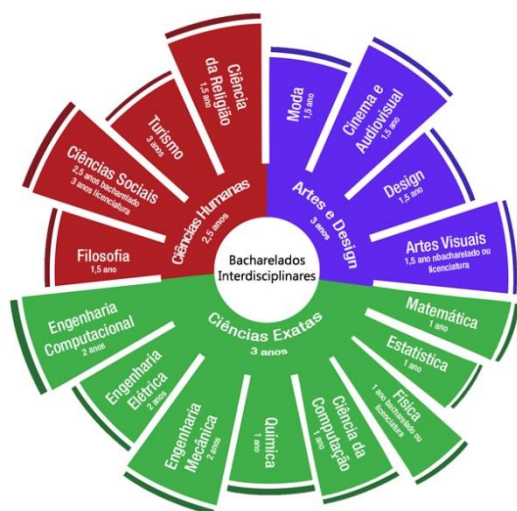 Bacharelados
Interdisciplinares
Ciências Humanas
2,5 anos
Filosofia
1,5 ano
Ciências Sociais
2,5 anos bacharelado
3 anos licenciatura
Turismo
3 anos
Ciência
da Religião
1,5 ano
Artes e Design
3 anos
Moda
1,5 ano
Cinema e
Audiovisual
1,5 ano
Design
1,5 ano
Artes Visuais
1,5 ano nbacharelado ou
licenciatura
Ciências Exatas
3 anos
Matemática
1 ano
Estatística
1 ano
Física
1 ano bacharelado ou
licenciatura
Ciência da
Computação
1 ano
Química
1 ano
Engenharia
Mecânica
2 anos
Engenharia
Elétrica
2 anos
Engenharia
Computacional
2 anos